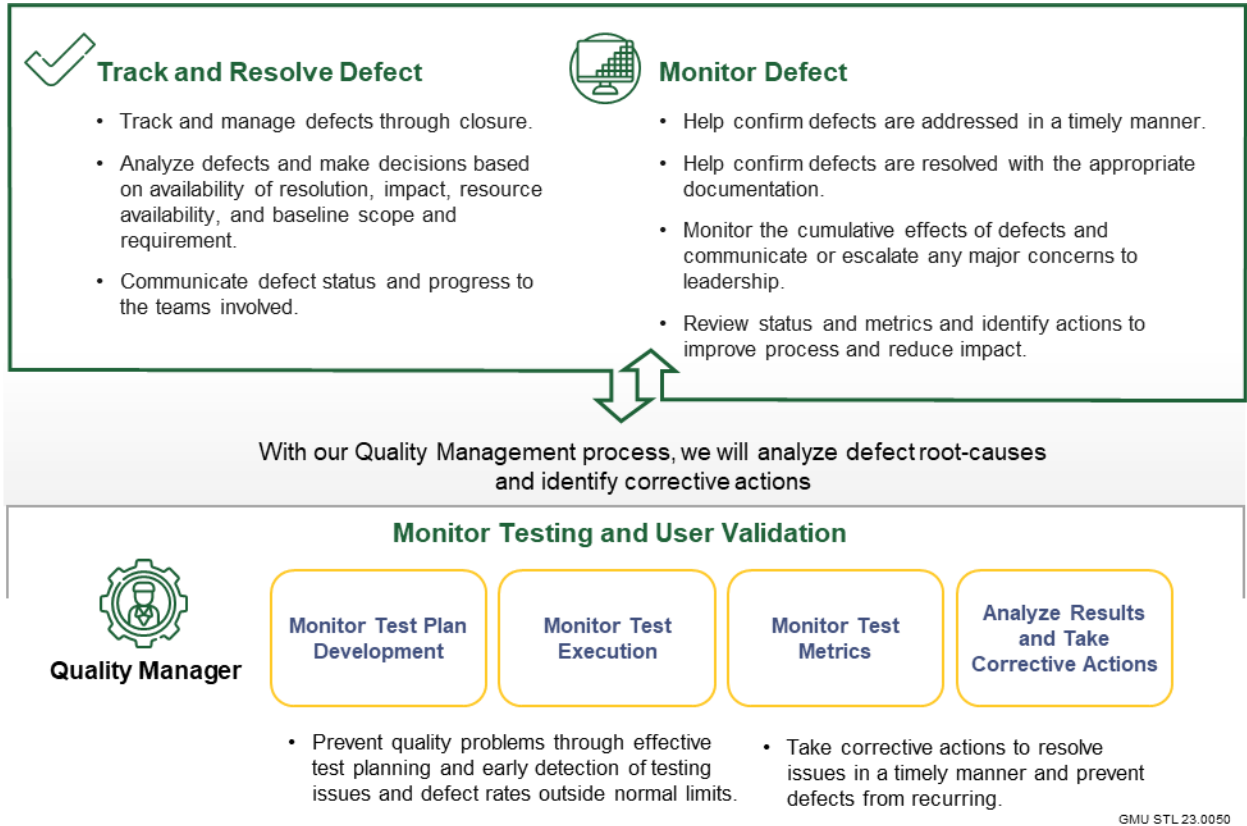 Track and Resolve Defect
• Track and manage defects through closure.
• Analyze defects and make decisions based
on availability of resolution, impact, resource
availability, and baseline scope and
requirement.
• Communicate defect status and progress to
the teams involved.
Monitor Defect
• Help confirm defects are addressed in a timely manner.
• Help confirm defects are resolved with the appropriate
documentation.
• Monitor the cumulative effects of defects and
communicate or escalate any major concerns to
leadership.
• Review status and metrics and identify actions to
improve process and reduce impact.
With our Quality Management process, we will analyze defect root-causes
and identify corrective actions
Monitor Testing and User Validation
Quality Manager
Monitor Test Plan
Development
Monitor Test
Execution
Monitor Test
Metrics
Analyze Results
and Take
Corrective Actions
• Prevent quality problems through effective
test planning and early detection of testing
issues and defect rates outside normal limits.
• Take corrective actions to resolve
issues in a timely manner and prevent
defects from recurring.
GMU STL 23.0050